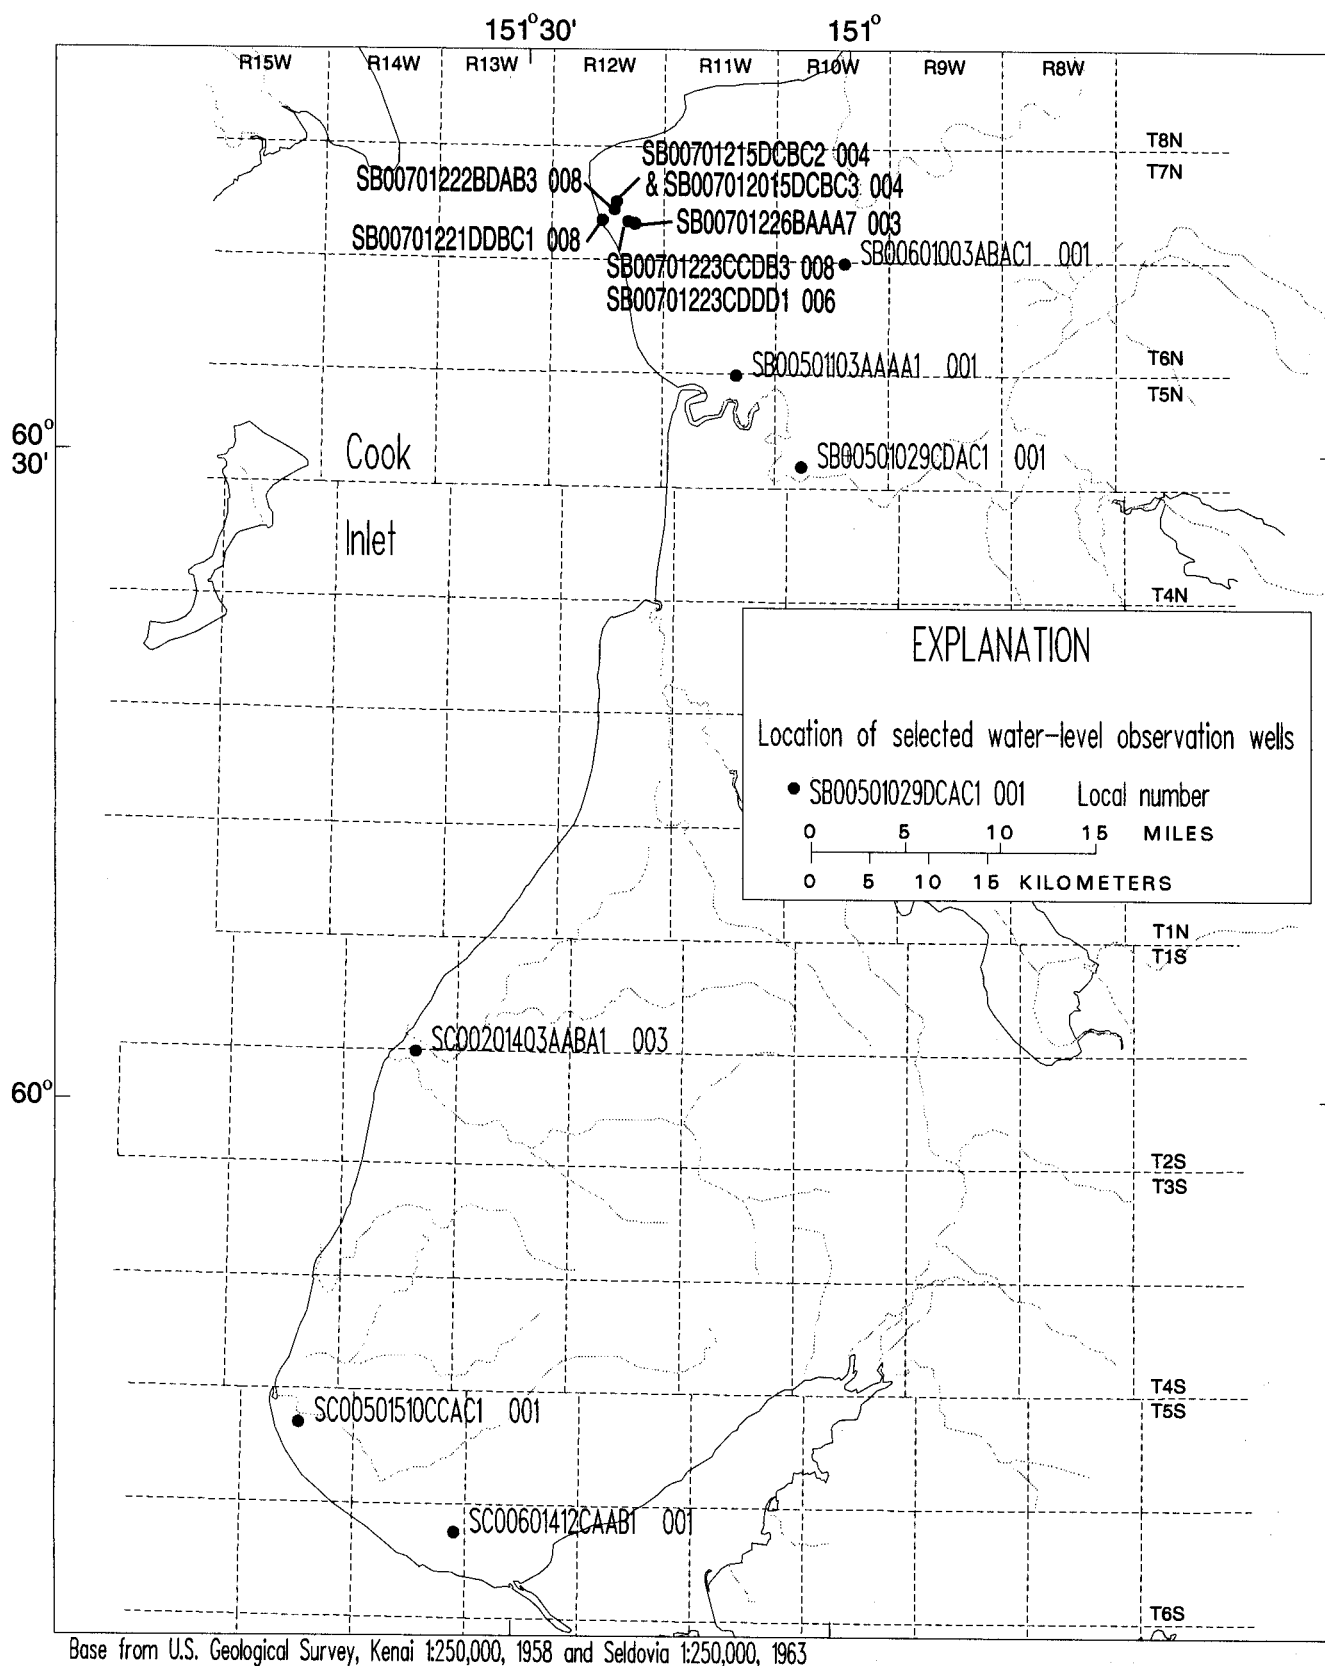 151°30' 151°
R15W R14W R13W R12W R11W R10W R9W R8W
T8N
T7N
SB00701215DCBC2 004
& SB007012015DCBC3 004
SB00701222BDAB3 008
SB00701226BAAA7 003
SB00701221DDBC1 008
SB00601003ABAC1 001
SB00701223CCDB3 008
SB00701223CDDD1 006
T6N
T5N
SB00501103AAAA1 001
60°
30'
Cook
Inlet
SB00501029CDAC1 001
T4N
EXPLANATION
Location of selected water-level observation wells
SB00501029DCAC1 001 Local number
0 5 10 15 MILES
0 5 10 15 KILOMETERS
T1N
T1S
SC00201403AABA1 003
60°
T2S
T3S
T4S
T5S
SC00501510CCAC1 001
SC00601412CAAB1 001
T6S
Base from U.S. Geological Survey, Kenai 1:250,000, 1958 and Seldovia 1:250,000, 1963